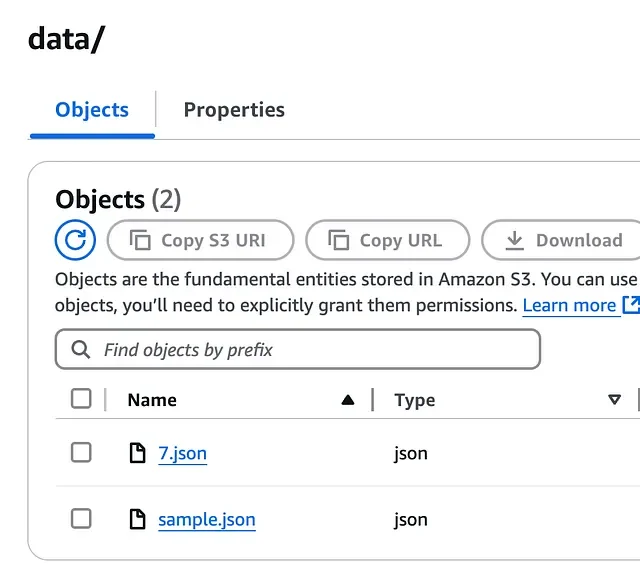 data/
Objects
Properties
Objects (2)
Copy S3 URI
Copy URL
Download
Objects are the fundamental entities stored in Amazon S3. You can use
objects, you’ll need to explicitly grant them permissions. Learn more
Find objects by prefix
Name
Type
7.json
json
sample.json
json